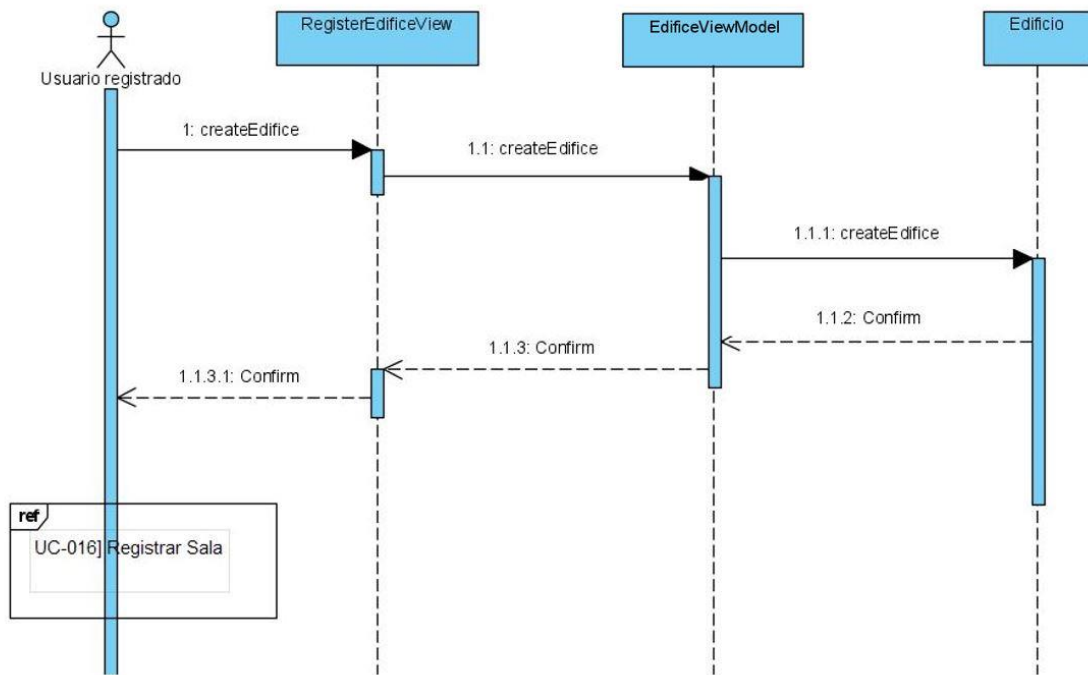 RegisterEdificeView
EdificeViewModel
Edificio
Usuario registrado
1: createEdifice
1.1: createEdifice
1.1.1: createEdifice
1.1.2: Confirm
1.1.3: Confirm
1.1.3.1: Confirm
ref
UC-016] Registrar Sala